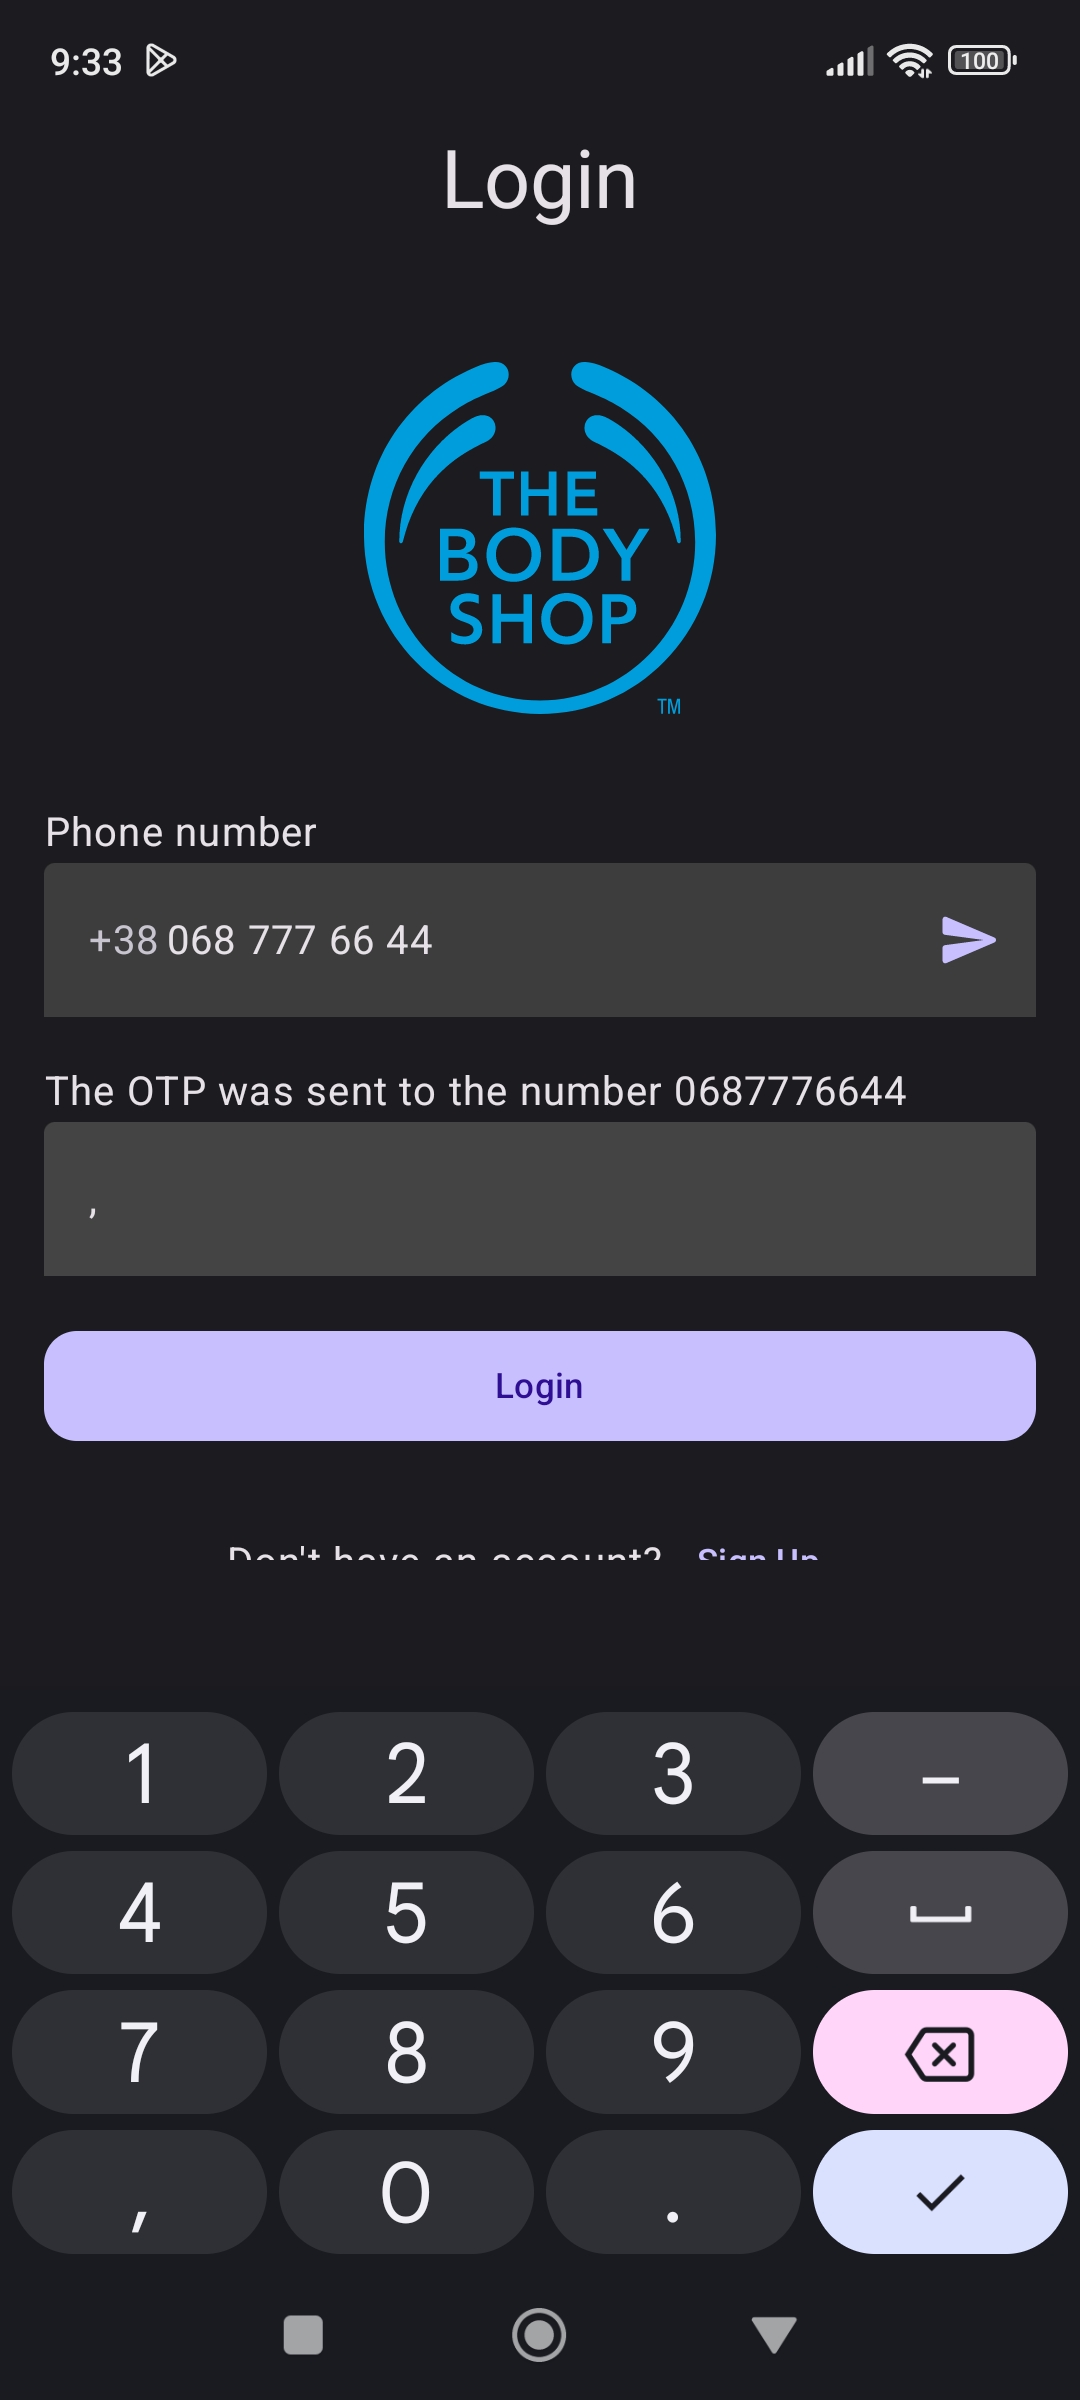 9:33
100
Login
THE
BODY
SHOP
TM
Phone number
+38 068 777 66 44
The OTP was sent to the number 0687776644
,
Login
Don't have an account? Sign Up
1 2 3 –
4 5 6
7 8 9
, 0 .